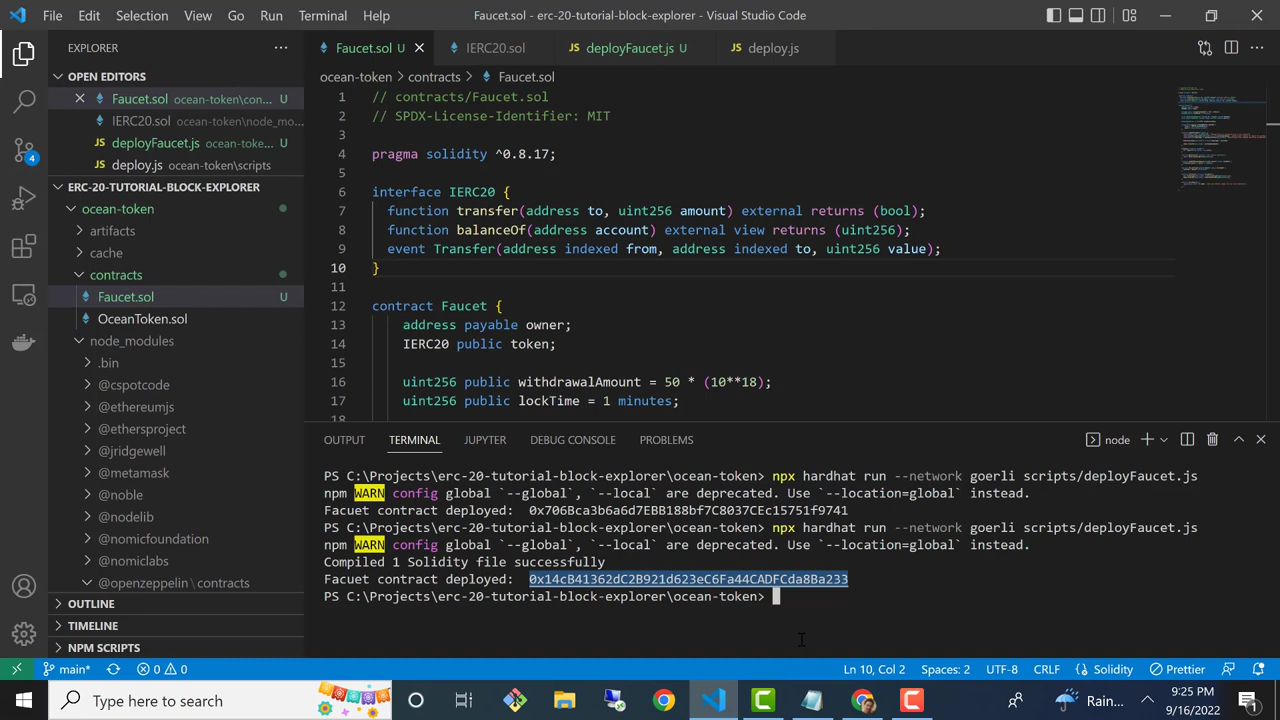 File Edit Selection View Go Run Terminal Help Faucet.sol - erc-20-tutorial-block-explorer - Visual Studio Code
EXPLORER
OPEN EDITORS
Faucet.sol ocean-token\con... U
IERC20.sol ocean-token\node_mo...
deployFaucet.js ocean-toke... U
deploy.js ocean-token\scripts
ERC-20-TUTORIAL-BLOCK-EXPLORER
ocean-token
artifacts
cache
contracts
Faucet.sol U
OceanToken.sol
node_modules
.bin
@cspotcode
@ethereumjs
@ethersproject
@jridgewell
@metamask
@noble
@nodelib
@nomicfoundation
@nomiclabs
@openzeppelin \ contracts
OUTLINE
TIMELINE
NPM SCRIPTS
4
Faucet.sol U IERC20.sol deployFaucet.js U deploy.js
ocean-token > contracts > Faucet.sol
1 // contracts/Faucet.sol
2 // SPDX-License-Identifier: MIT
3
4 pragma solidity ^0.8.17;
5
6 interface IERC20 {
7 function transfer(address to, uint256 amount) external returns (bool);
8 function balanceOf(address account) external view returns (uint256);
9 event Transfer(address indexed from, address indexed to, uint256 value);
10 }
11
12 contract Faucet {
13 address payable owner;
14 IERC20 public token;
15
16 uint256 public withdrawalAmount = 50 * (10**18);
17 uint256 public lockTime = 1 minutes;
18
OUTPUT TERMINAL JUPYTER DEBUG CONSOLE PROBLEMS node
PS C:\Projects\erc-20-tutorial-block-explorer\ocean-token> npx hardhat run --network goerli scripts/deployFaucet.js
npm WARN config global `--global`, `--local` are deprecated. Use `--location=global` instead.
Facuet contract deployed: 0x706Bca3b6a6d7EBB188bf7C8037CEc15751f9741
PS C:\Projects\erc-20-tutorial-block-explorer\ocean-token> npx hardhat run --network goerli scripts/deployFaucet.js
npm WARN config global `--global`, `--local` are deprecated. Use `--location=global` instead.
Compiled 1 Solidity file successfully
Facuet contract deployed: 0x14cB41362dC2B921d623eC6Fa44CADFCda8Ba233
PS C:\Projects\erc-20-tutorial-block-explorer\ocean-token>
main* 0 0 Ln 10, Col 2 Spaces: 2 UTF-8 CRLF Solidity Prettier
Type here to search Rain... 9:25 PM
9/16/2022 1